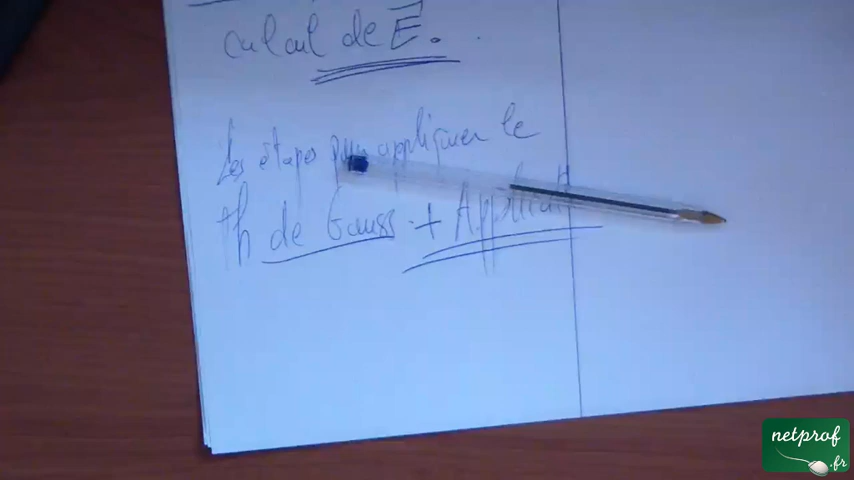 calcul de E⃗.
Les étapes pour appliquer le
th de Gauss + Applicat°
netprof
.fr